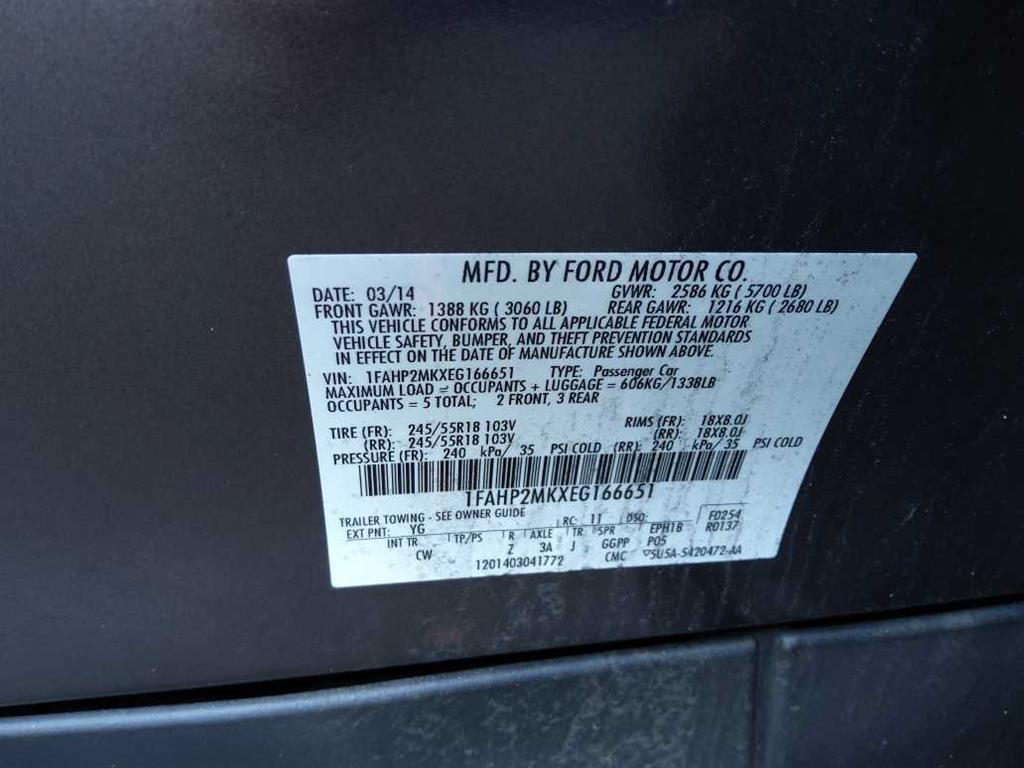 MFD. BY FORD MOTOR CO.
DATE: 03/14 GVWR: 2586 KG ( 5700 LB)
FRONT GAWR: 1388 KG ( 3060 LB) REAR GAWR: 1216 KG ( 2680 LB)
THIS VEHICLE CONFORMS TO ALL APPLICABLE FEDERAL MOTOR
VEHICLE SAFETY, BUMPER, AND THEFT PREVENTION STANDARDS
IN EFFECT ON THE DATE OF MANUFACTURE SHOWN ABOVE.
VIN: 1FAHP2MKXEG166651 TYPE: Passenger Car
MAXIMUM LOAD = OCCUPANTS + LUGGAGE = 606KG/1338LB
OCCUPANTS = 5 TOTAL; 2 FRONT, 3 REAR
TIRE (FR): 245/55R18 103V RIMS (FR): 18X8.0J
(RR): 245/55R18 103V (RR): 18X8.0J
PRESSURE (FR): 240 kPa/ 35 PSI COLD (RR): 240 kPa/ 35 PSI COLD
1FAHP2MKXEG166651
TRAILER TOWING - SEE OWNER GUIDE
EXT PNT: YG RC: 11 DSO: F0254
INT TR TP/PS R AXLE TR SPR EPH1B R0137
CW Z 3A J GGPP P05
1201403041772 CMC ▽5U5A-5420472-AA